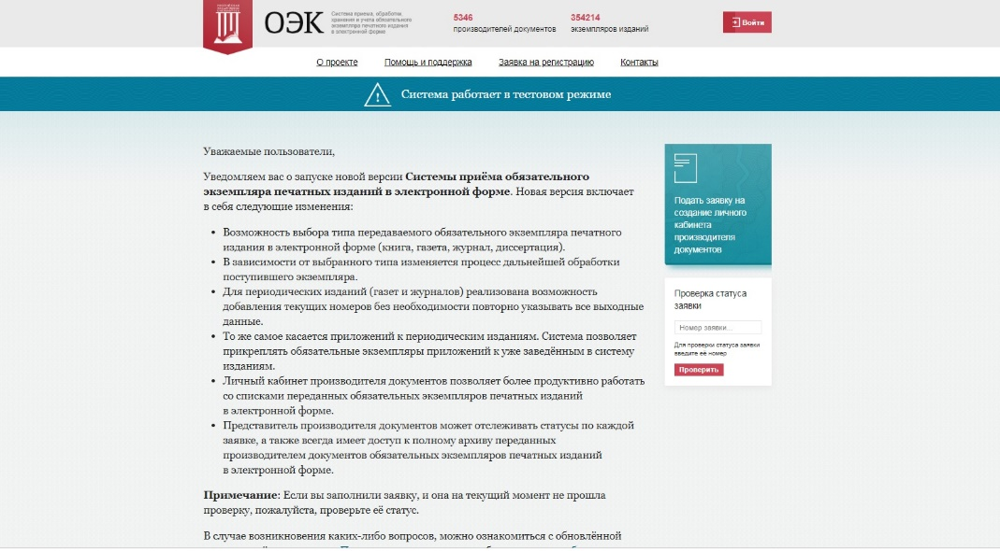 ОЭК
Система приема, обработки,
хранения и учета обязательного
экземпляра печатного издания
в электронной форме
5346
производителей документов
354214
экземпляров изданий
Войти
О проекте
Помощь и поддержка
Заявка на регистрацию
Контакты
Система работает в тестовом режиме
Уважаемые пользователи,
Уведомляем вас о запуске новой версии Системы приёма обязательного
экземпляра печатных изданий в электронной форме. Новая версия включает
в себя следующие изменения:
• Возможность выбора типа передаваемого обязательного экземпляра печатного
издания в электронной форме (книга, газета, журнал, диссертация).
• В зависимости от выбранного типа изменяется процесс дальнейшей обработки
поступившего экземпляра.
• Для периодических изданий (газет и журналов) реализована возможность
добавления текущих номеров без необходимости повторно указывать все выходные
данные.
• То же самое касается приложений к периодическим изданиям. Система позволяет
прикреплять обязательные экземпляры приложений к уже заведённым в систему
изданиям.
• Личный кабинет производителя документов позволяет более продуктивно работать
со списками переданных обязательных экземпляров печатных изданий
в электронной форме.
• Представитель производителя документов может отслеживать статусы по каждой
заявке, а также всегда имеет доступ к полному архиву переданных
производителем документов обязательных экземпляров печатных изданий
в электронной форме.
Примечание: Если вы заполнили заявку, и она на текущий момент не прошла
проверку, пожалуйста, проверьте её статус.
В случае возникновения каких-либо вопросов, можно ознакомиться с обновлённой
Подать заявку на
создание личного
кабинета
производителя
документов
Проверка статуса
заявки
Номер заявки...
Для проверки статуса заявки
введите её номер
Проверить